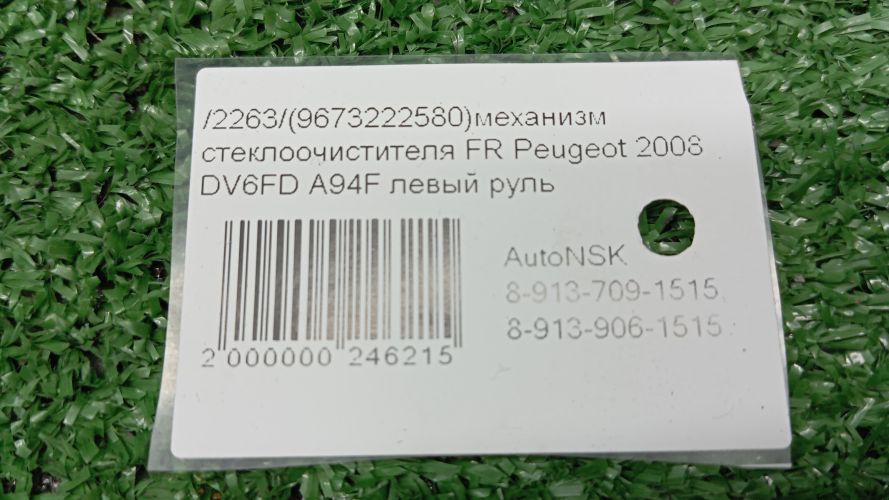 /2263/(9673222580)механизм
стеклоочистителя FR Peugeot 2008
DV6FD A94F левый руль
AutoNSK
8-913-709-1515
8-913-906-1515
2 000000 246215